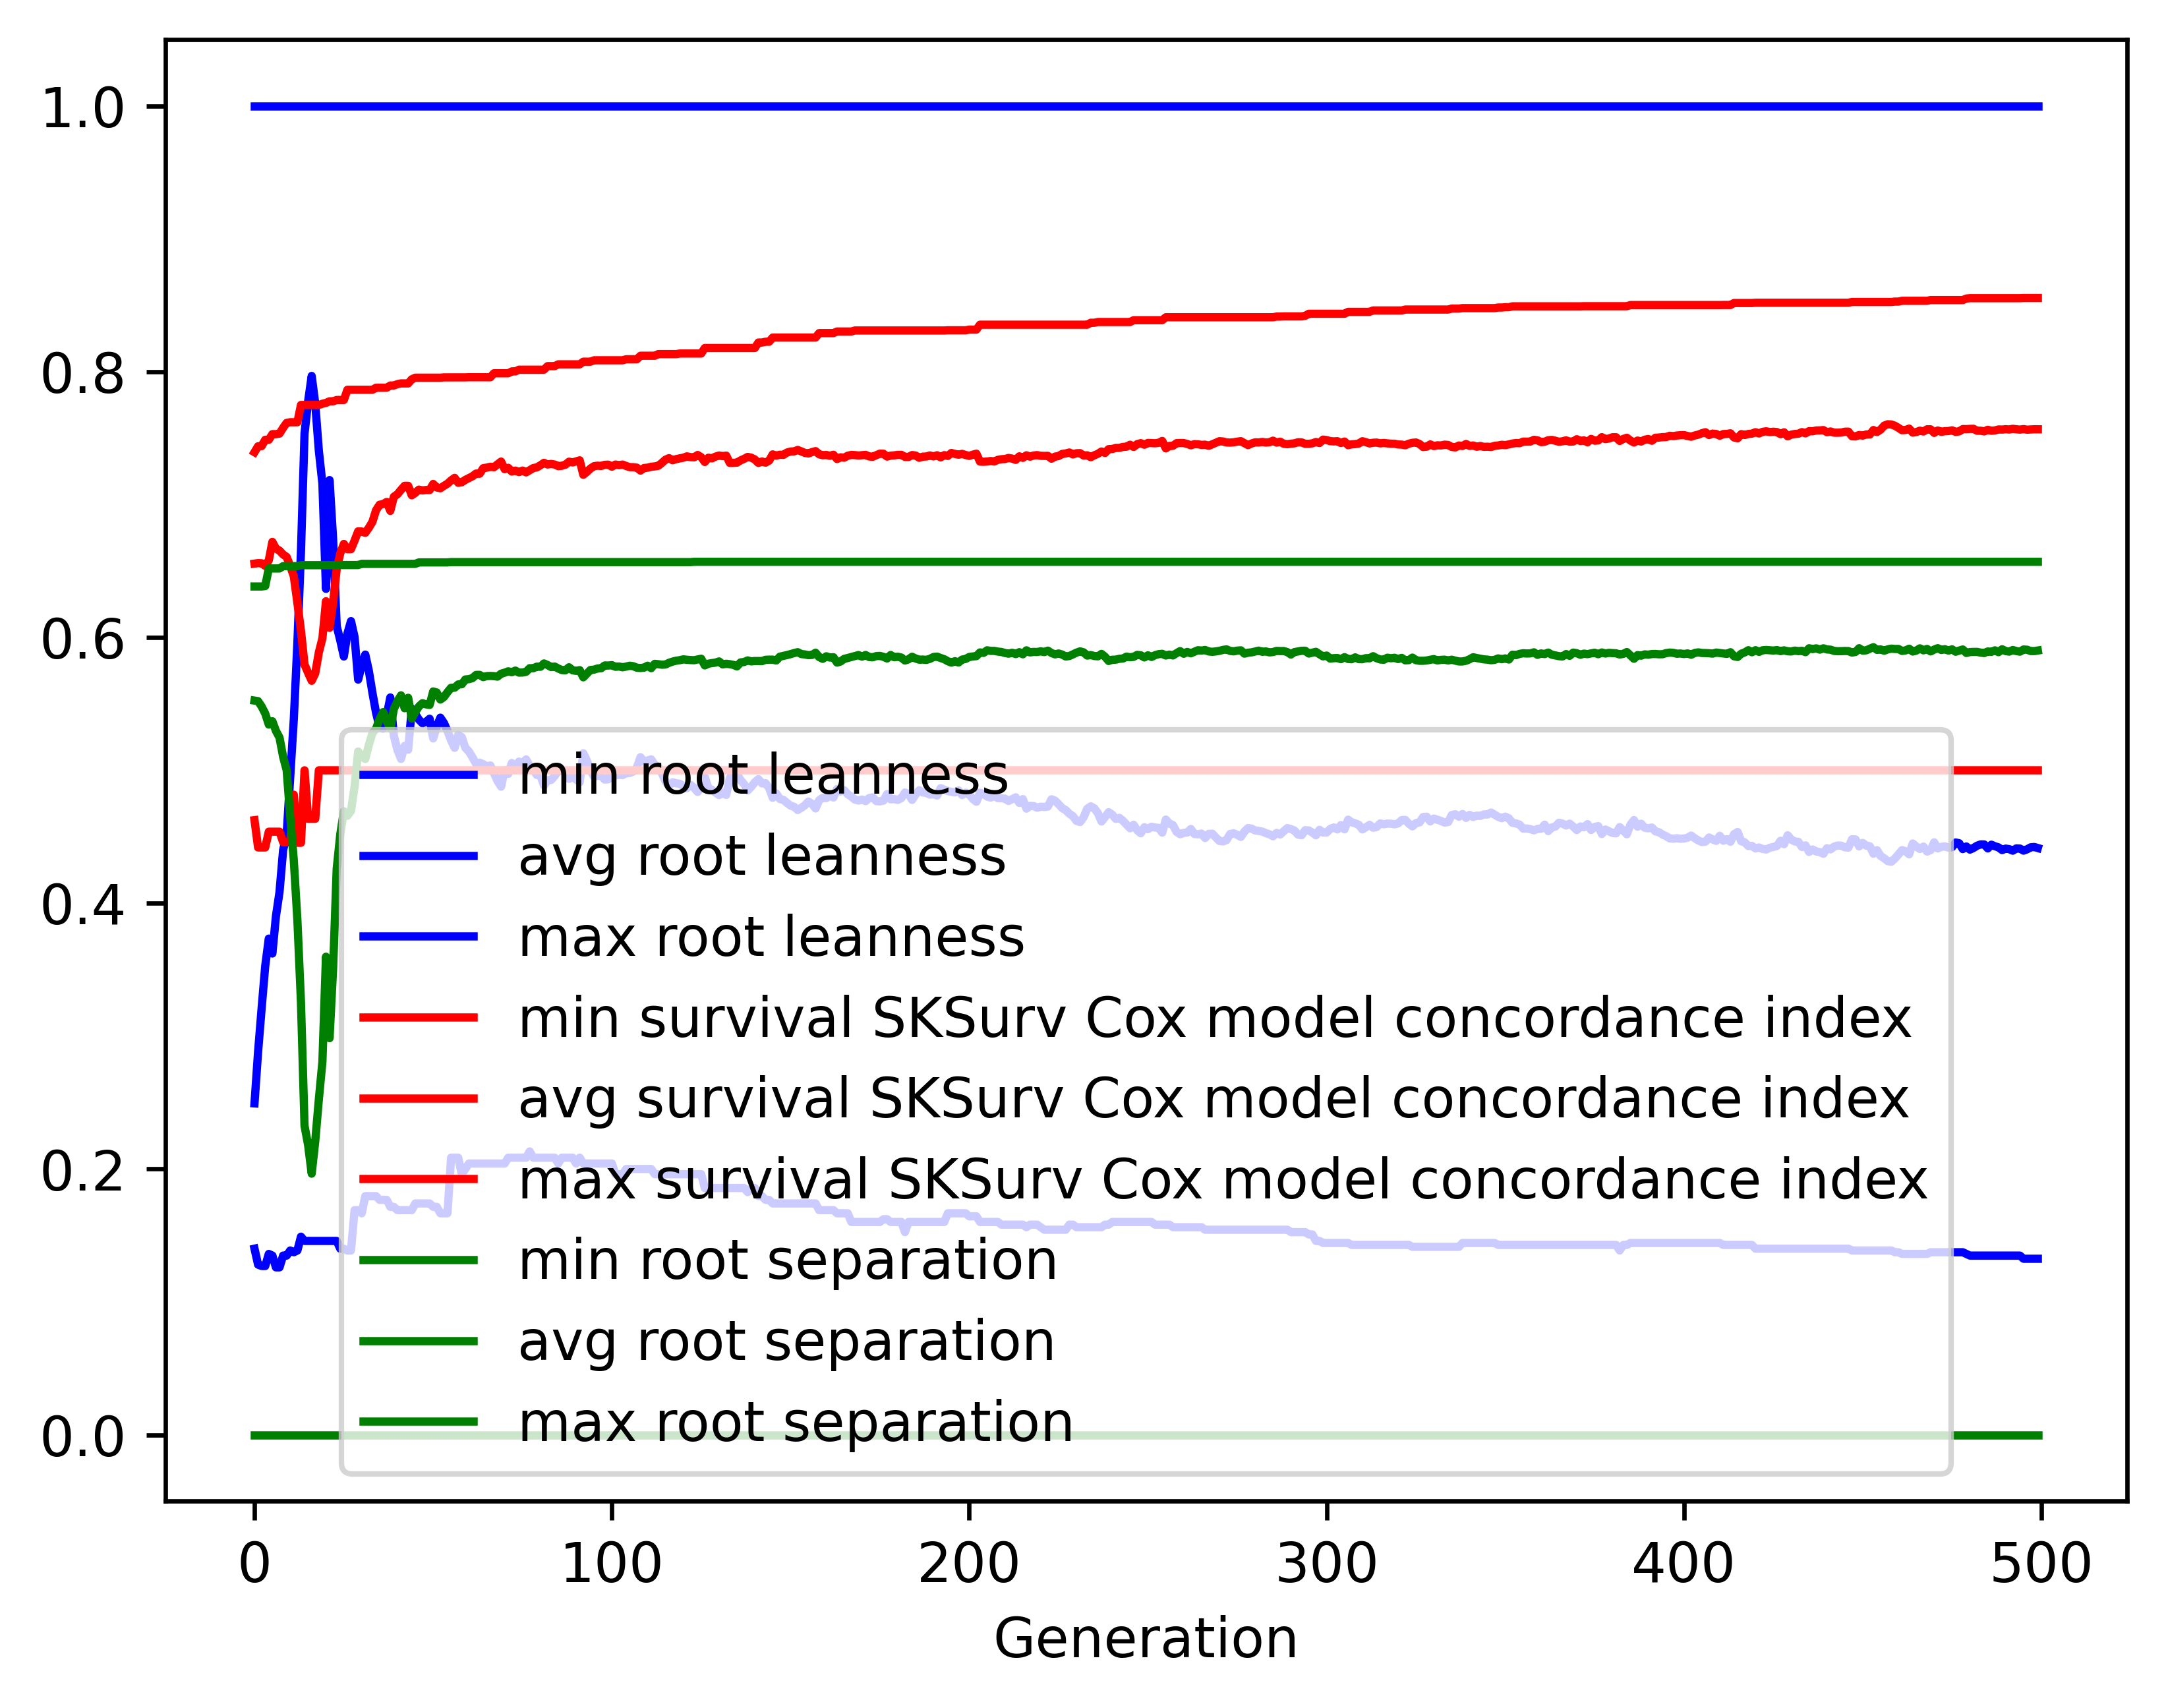 1.0
0.8
0.6
0.4
0.2
0.0
min root leanness
avg root leanness
max root leanness
min survival SKSurv Cox model concordance index
avg survival SKSurv Cox model concordance index
max survival SKSurv Cox model concordance index
min root separation
avg root separation
max root separation
0 100 200 300 400 500
Generation